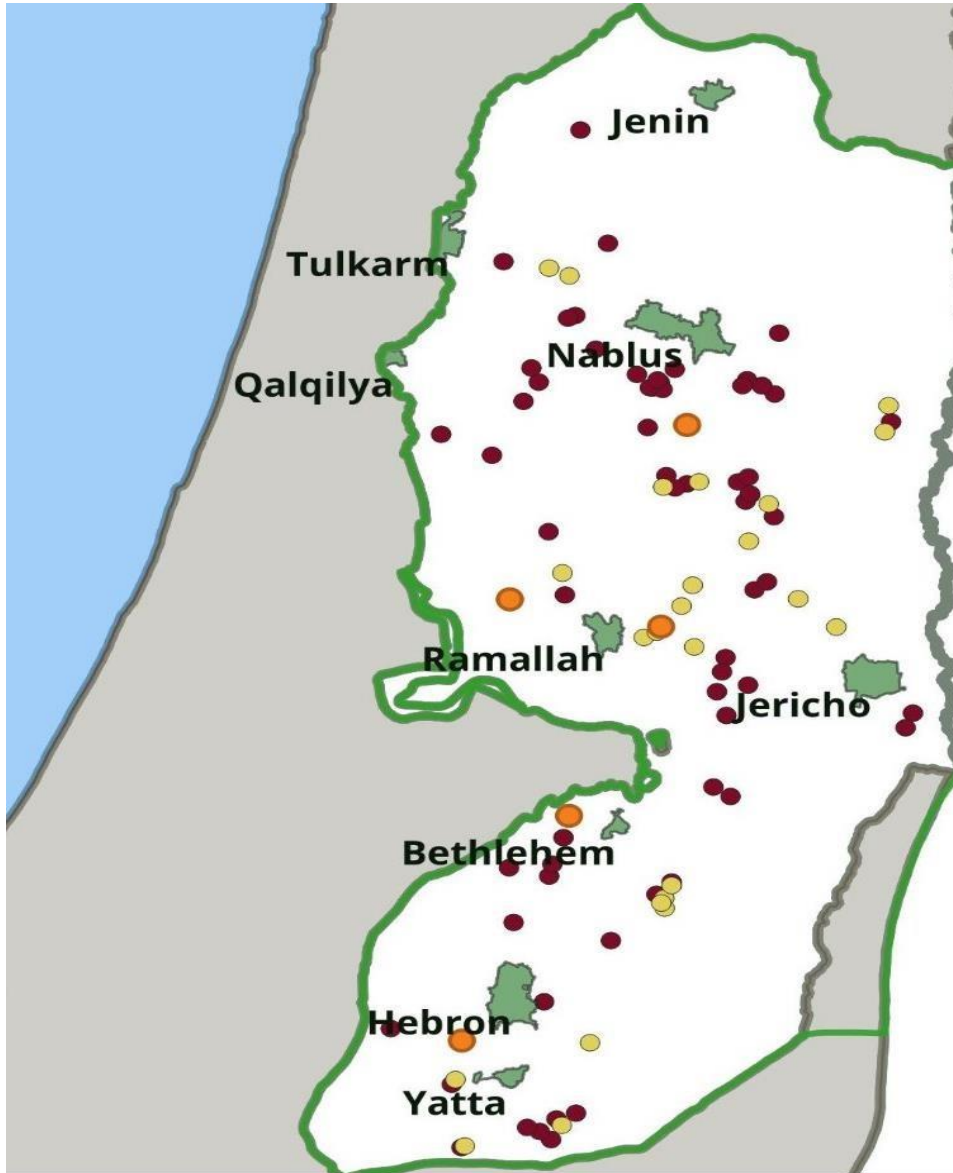 Jenin
Tulkarm
Nablus
Qalqilya
Ramallah
Jericho
Bethlehem
Hebron
Yatta